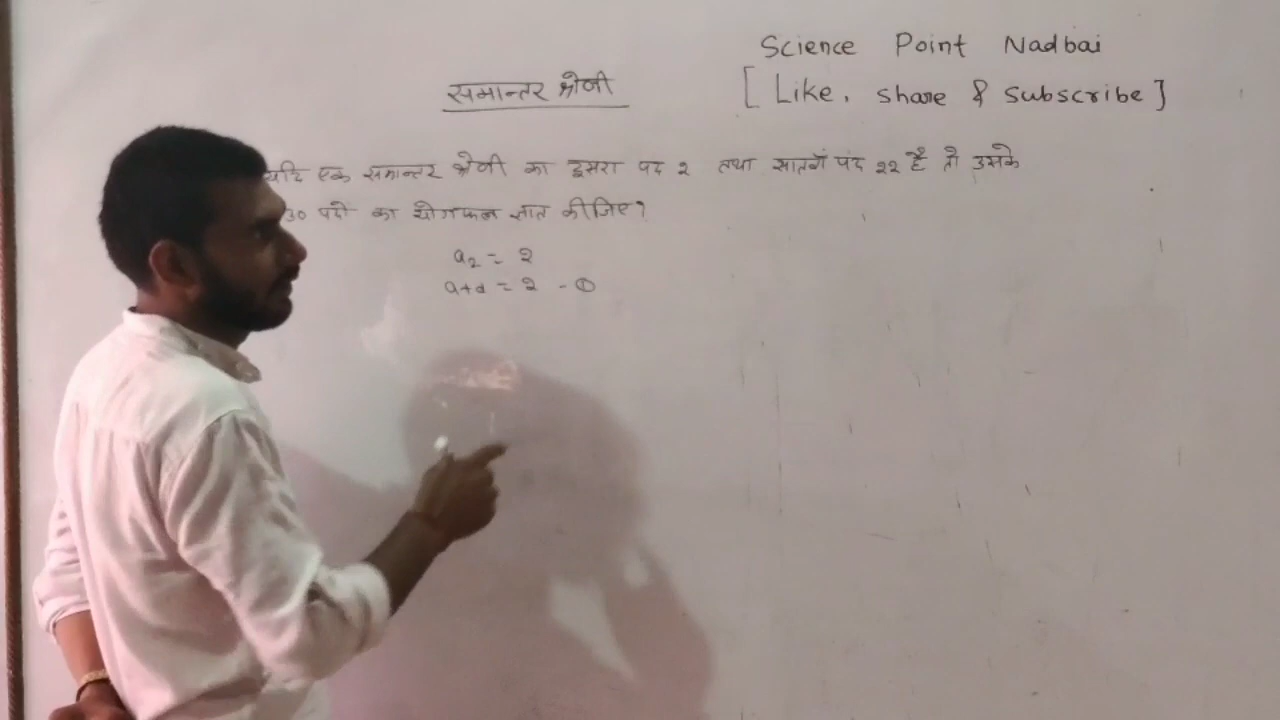 Science Point Nadbai
समान्तर श्रेणी
[ Like, share & subscribe ]
यदि एक समान्तर श्रेणी का दूसरा पद 2 तथा सातवाँ पद 22 है तो उसके
30 पदो का योगफल ज्ञात कीजिए?
a₂ = 2
a+d = 2 - ①